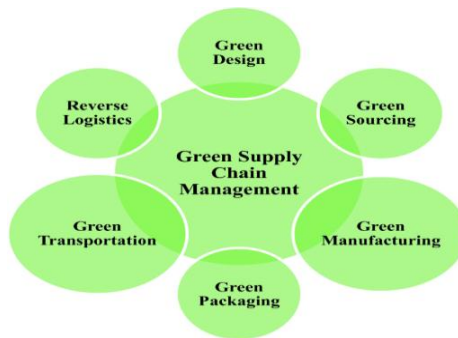 Green
Design
Reverse
Logistics
Green
Sourcing
Green Supply
Chain
Management
Green
Transportation
Green
Manufacturing
Green
Packaging